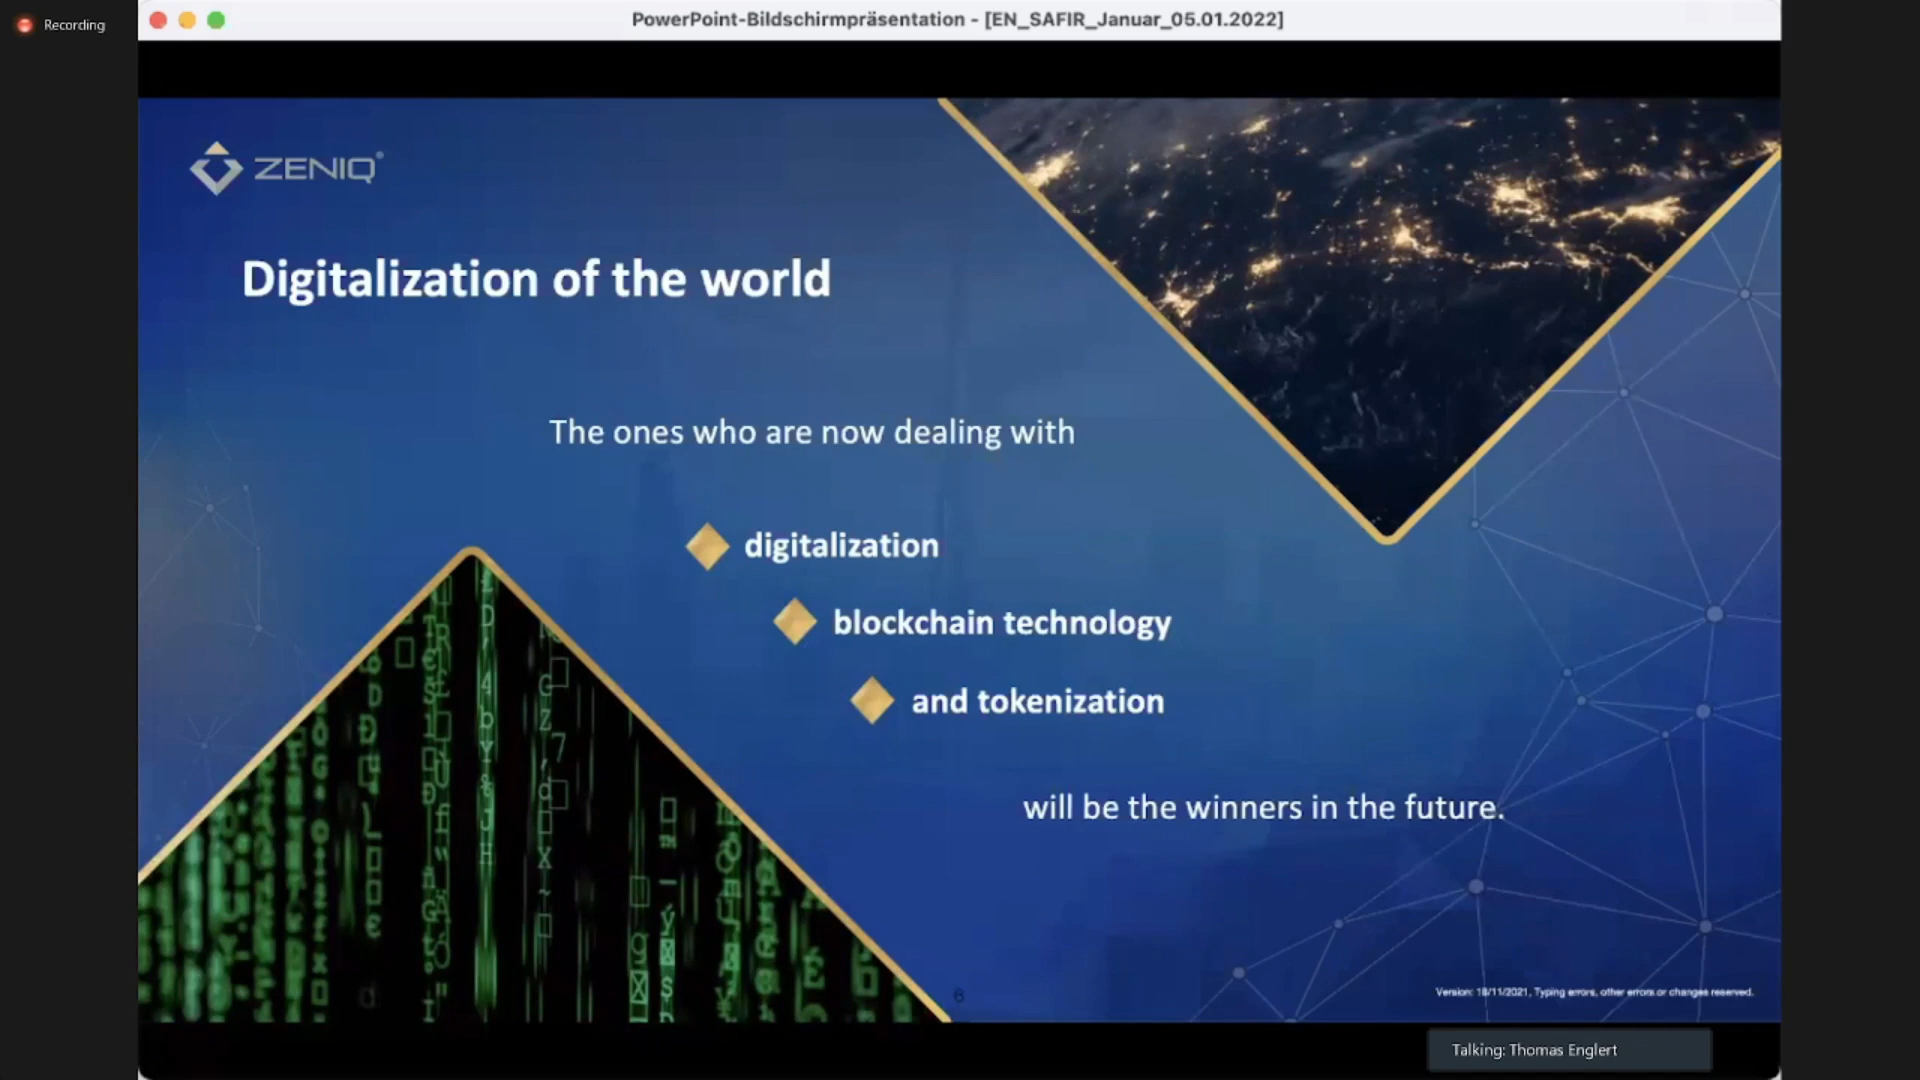 Recording
PowerPoint-Bildschirmpräsentation - [EN_SAFIR_Januar_05.01.2022]
ZENIQ®
Digitalization of the world
The ones who are now dealing with
digitalization
blockchain technology
and tokenization
will be the winners in the future.
6
Version: 18/11/2021, Typing errors, other errors or changes reserved.
Talking: Thomas Englert